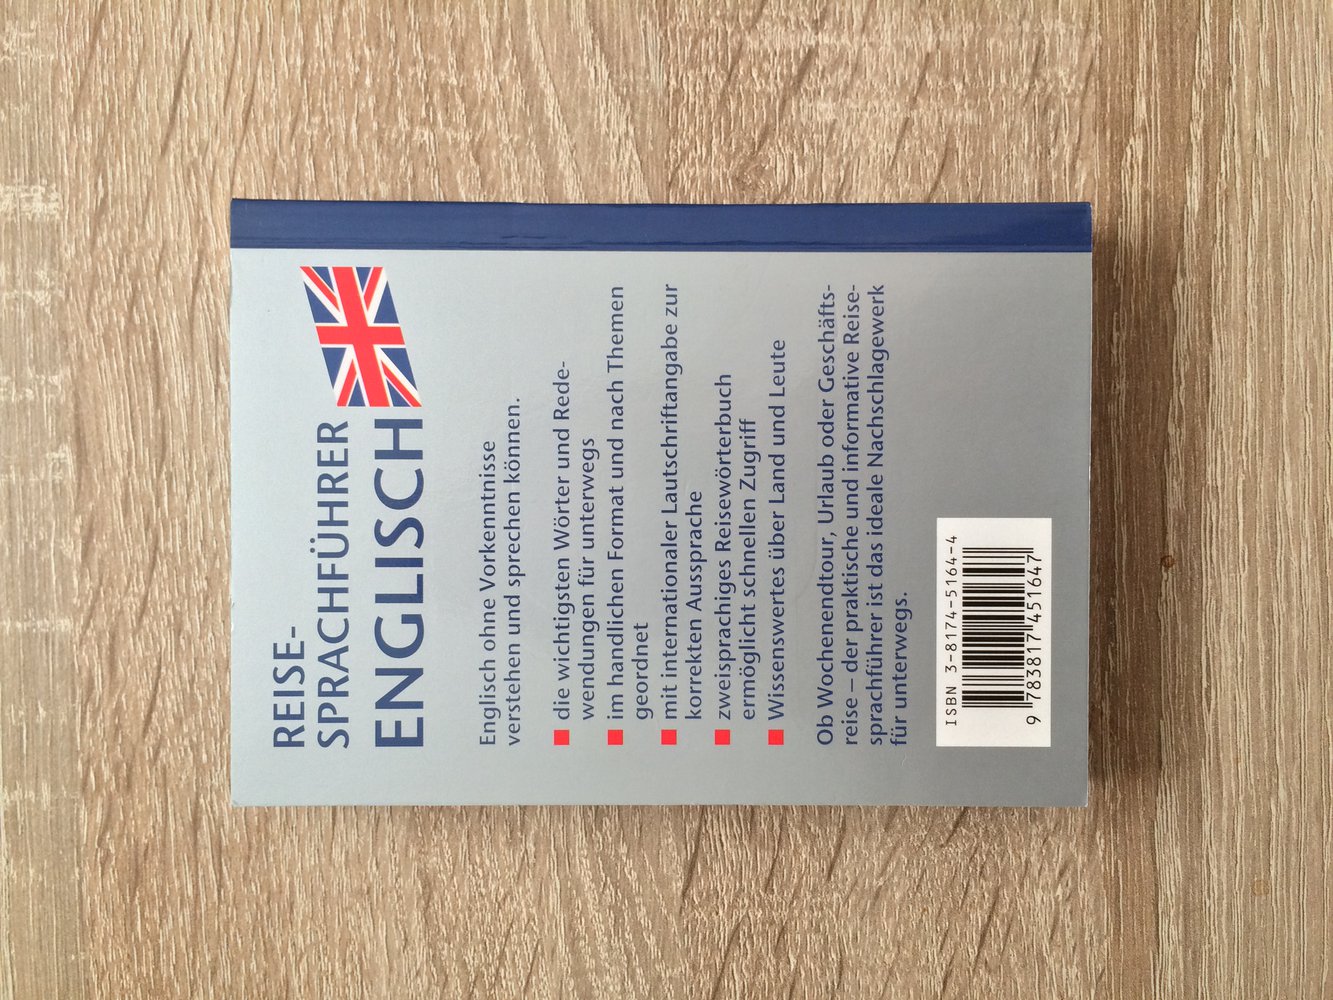 REISE-
SPRACHFÜHRER
ENGLISCH
Englisch ohne Vorkenntnisse
verstehen und sprechen können.
die wichtigsten Wörter und Rede-
wendungen für unterwegs
im handlichen Format und nach Themen
geordnet
mit internationaler Lautschriftangabe zur
korrekten Aussprache
zweisprachiges Reisewörterbuch
ermöglicht schnellen Zugriff
Wissenswertes über Land und Leute
Ob Wochenendtour, Urlaub oder Geschäfts-
reise – der praktische und informative Reise-
sprachführer ist das ideale Nachschlagewerk
für unterwegs.
ISBN 3-8174-5164-4
9 783817 451647